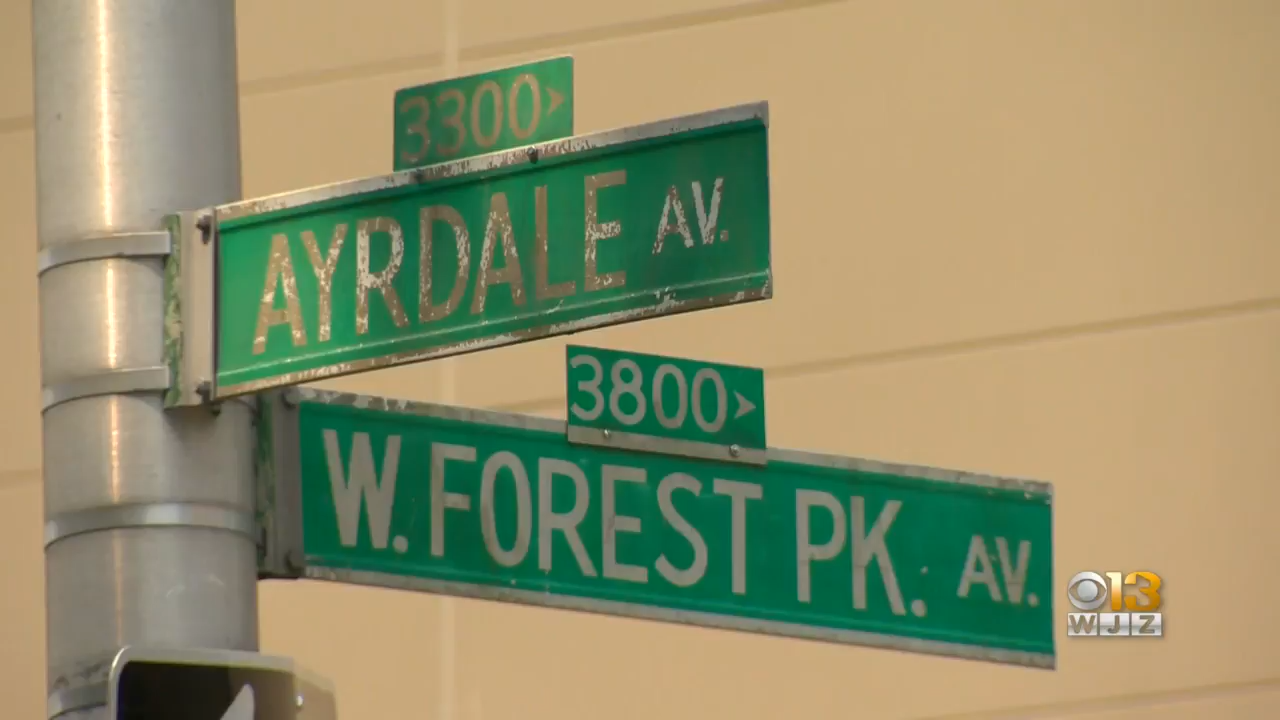 3300➤
AYRDALE AV.
3800➤
W. FOREST PK. AV.
13
WJZ